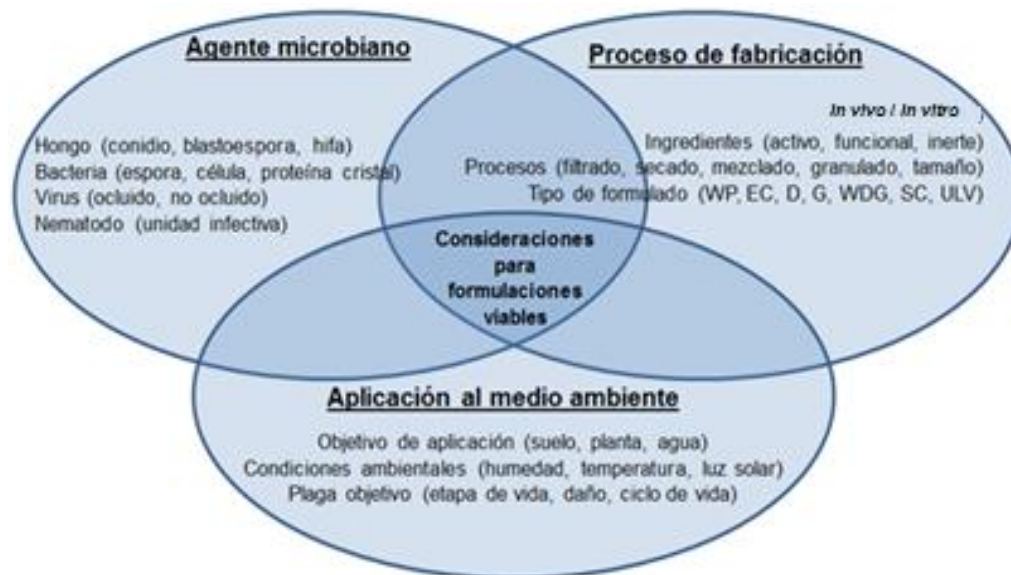 Agente microbiano
Hongo (conidio, blastoespora, hifa)
Bacteria (espora, célula, proteína cristal)
Virus (ocluido, no ocluido)
Nematodo (unidad infectiva)
Proceso de fabricación
In vivo / In vitro )
Ingredientes (activo, funcional, inerte)
Procesos (filtrado, secado, mezclado, granulado, tamaño)
Tipo de formulado (WP, EC, D, G, WDG, SC, ULV)
Consideraciones
para
formulaciones
viables
Aplicación al medio ambiente
Objetivo de aplicación (suelo, planta, agua)
Condiciones ambientales (humedad, temperatura, luz solar)
Plaga objetivo (etapa de vida, daño, ciclo de vida)